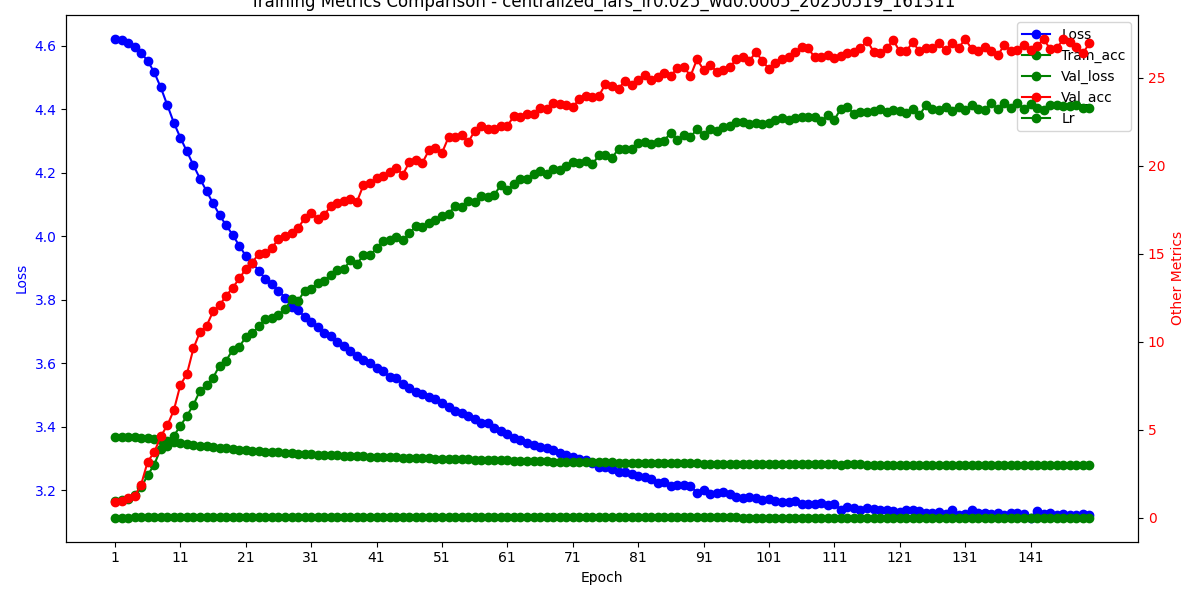 Training Metrics Comparison - centralized_lars_lr0.025_wd0.0005_20250519_161311
Loss
Train_acc
Val_loss
Val_acc
Lr
4.6
4.4
4.2
4.0
3.8
3.6
3.4
3.2
Loss
25
20
15
10
5
0
Other Metrics
1 11 21 31 41 51 61 71 81 91 101 111 121 131 141
Epoch